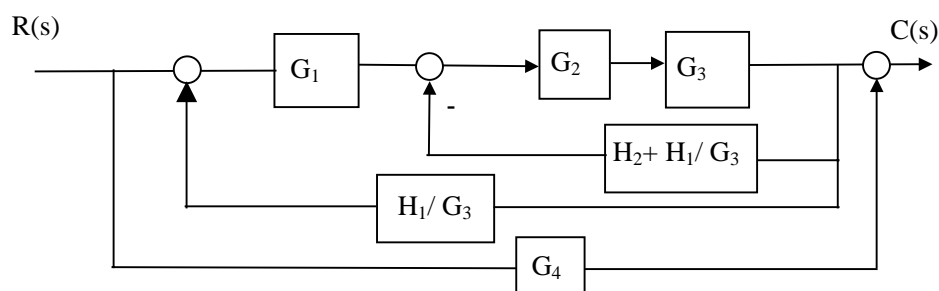 R(s)
C(s)
G₁
G₂
G₃
-
H₂+ H₁/ G₃
H₁/ G₃
G₄